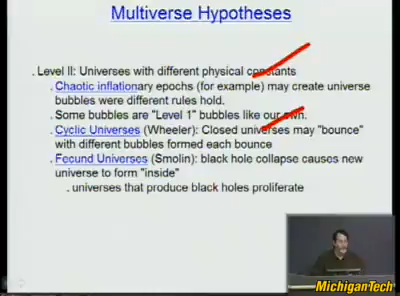 Multiverse Hypotheses
. Level II: Universes with different physical constants
. Chaotic inflationary epochs (for example) may create universe
bubbles were different rules hold.
. Some bubbles are "Level 1" bubbles like our own.
. Cyclic Universes (Wheeler): Closed universes may "bounce"
with different bubbles formed each bounce
. Fecund Universes (Smolin): black hole collapse causes new
universe to form "inside"
. universes that produce black holes proliferate
MichiganTech